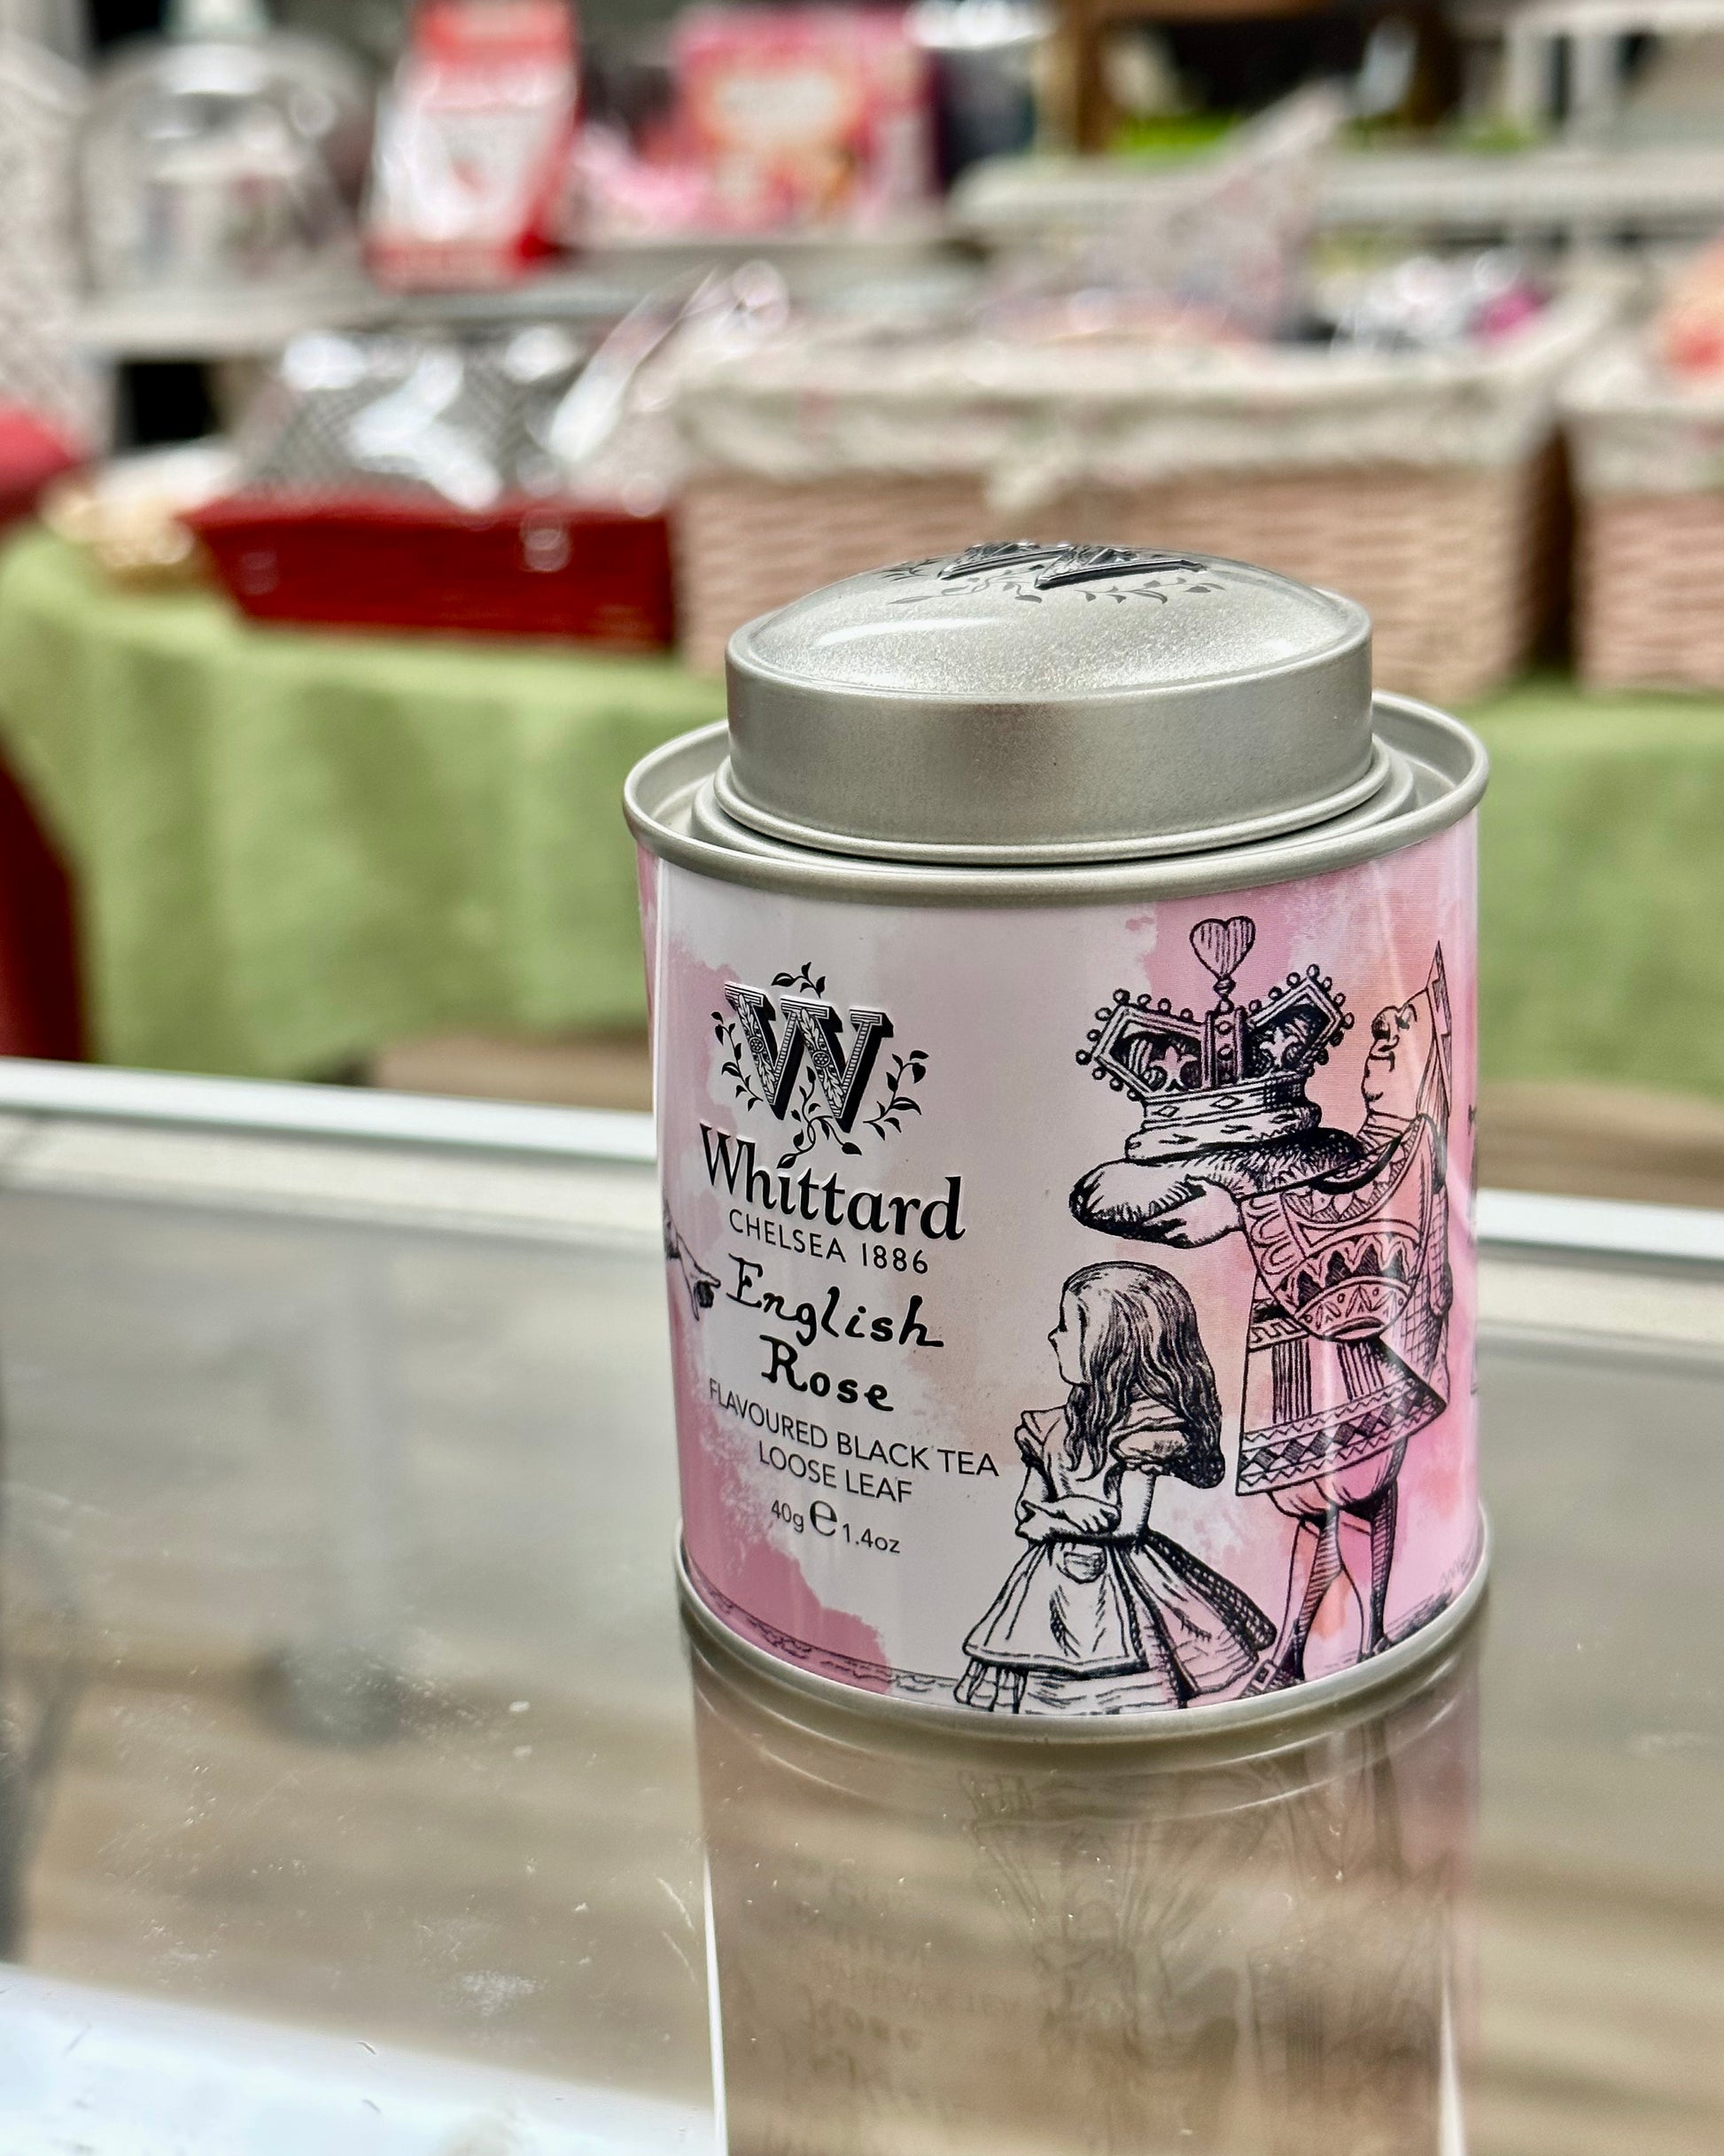 W
W
Whittard
CHELSEA 1886
English
Rose
FLAVOURED BLACK TEA
LOOSE LEAF
40g e 1.4oz